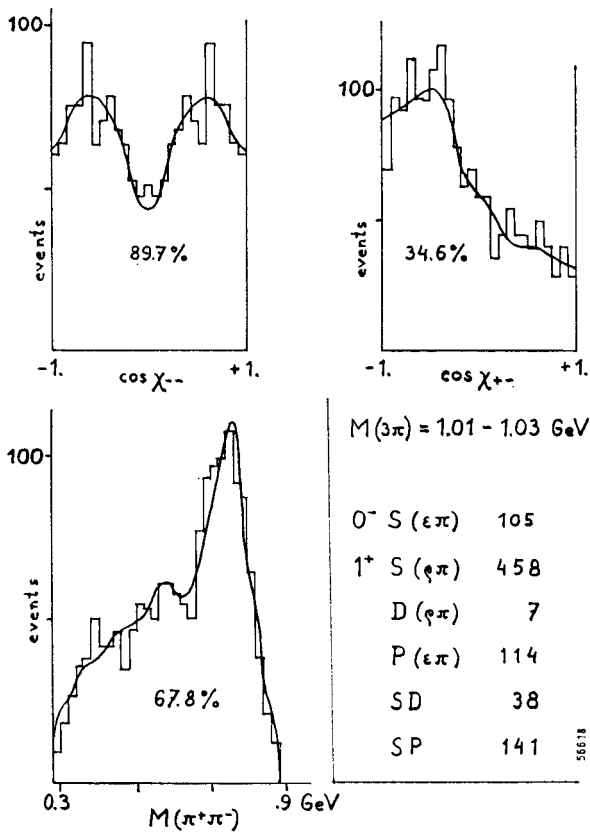 100
events
89.7%
-1.
+1.
cos χ--
100
events
34.6%
-1.
+1.
cos χ+-
100
events
67.8%
0.3
.9 GeV
M(π+π-)
M(3π) = 1.01 - 1.03 GeV
0- S (επ) 105
1+ S (ρπ) 458
D (ρπ) 7
P (επ) 114
SD 38
SP 141
56618